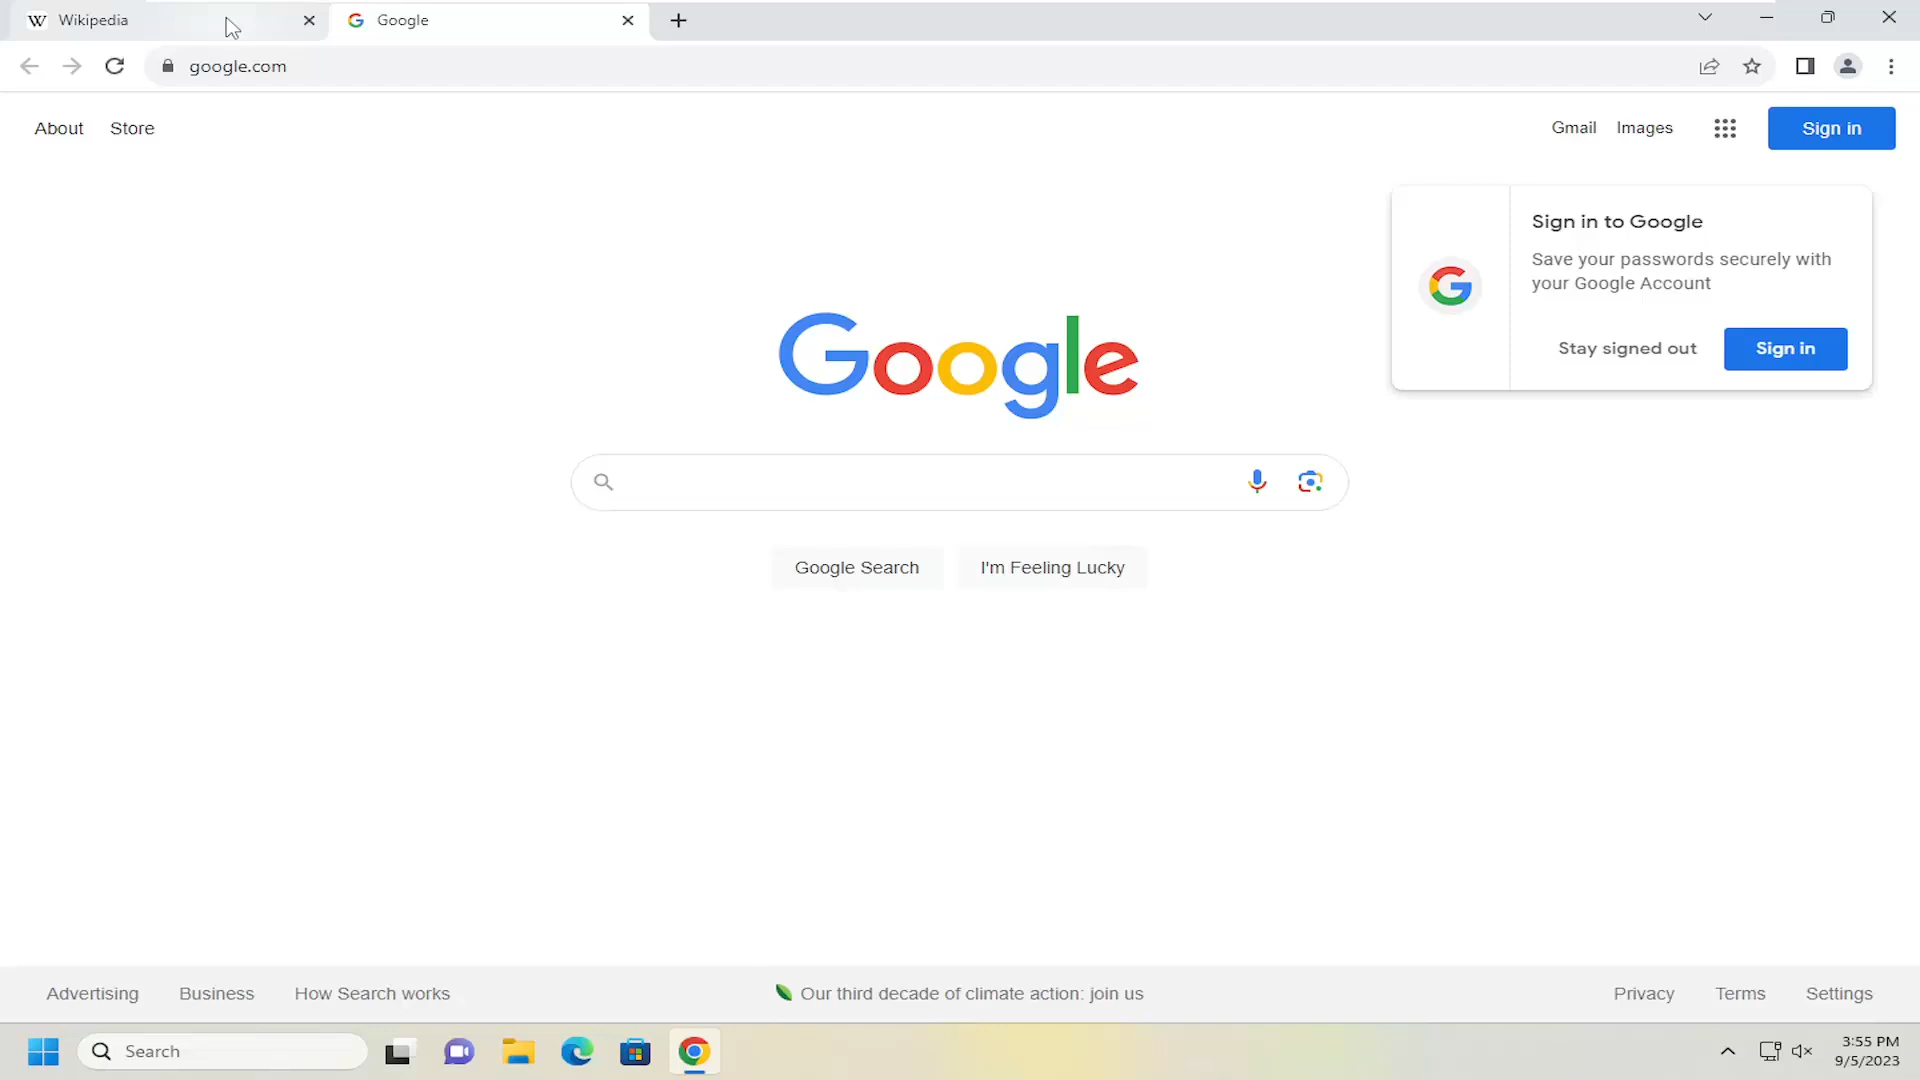 Wikipedia
Google
google.com
About Store
Gmail Images Sign in
Sign in to Google
Save your passwords securely with
your Google Account
Stay signed out Sign in
Google
Google Search I'm Feeling Lucky
Advertising Business How Search works
Our third decade of climate action: join us
Privacy Terms Settings
Search
3:55 PM
9/5/2023